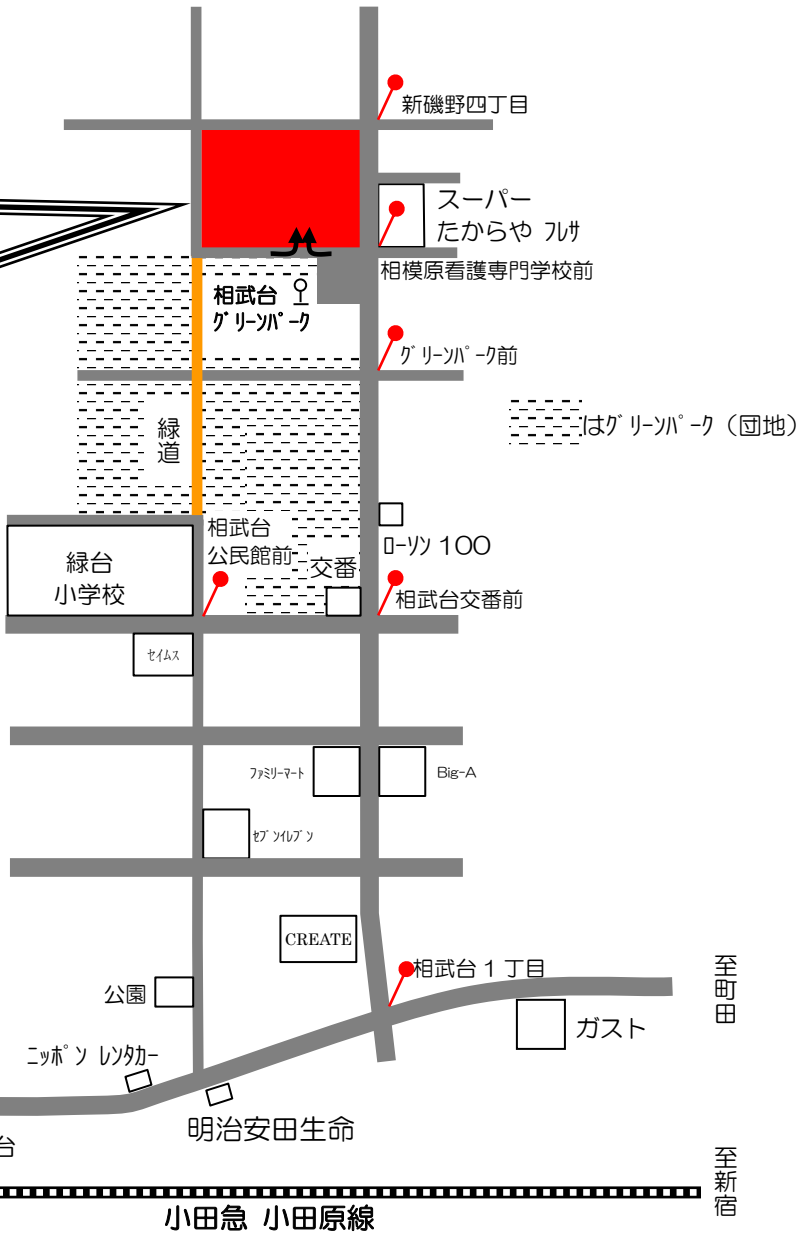 新磯野四丁目
スーパー
たからや フレサ
相模原看護専門学校前
相武台
グリーンパーク
グリーンパーク前
はグリーンパーク（団地）
緑
道
ローソン 100
相武台
公民館前
交番
緑台
小学校
相武台交番前
セイムス
ファミリーマート
Big-A
セブンイレブン
CREATE
相武台１丁目
至
町
田
公園
ガスト
ニッポン レンタカー
明治安田生命
台
至
新
宿
小田急 小田原線